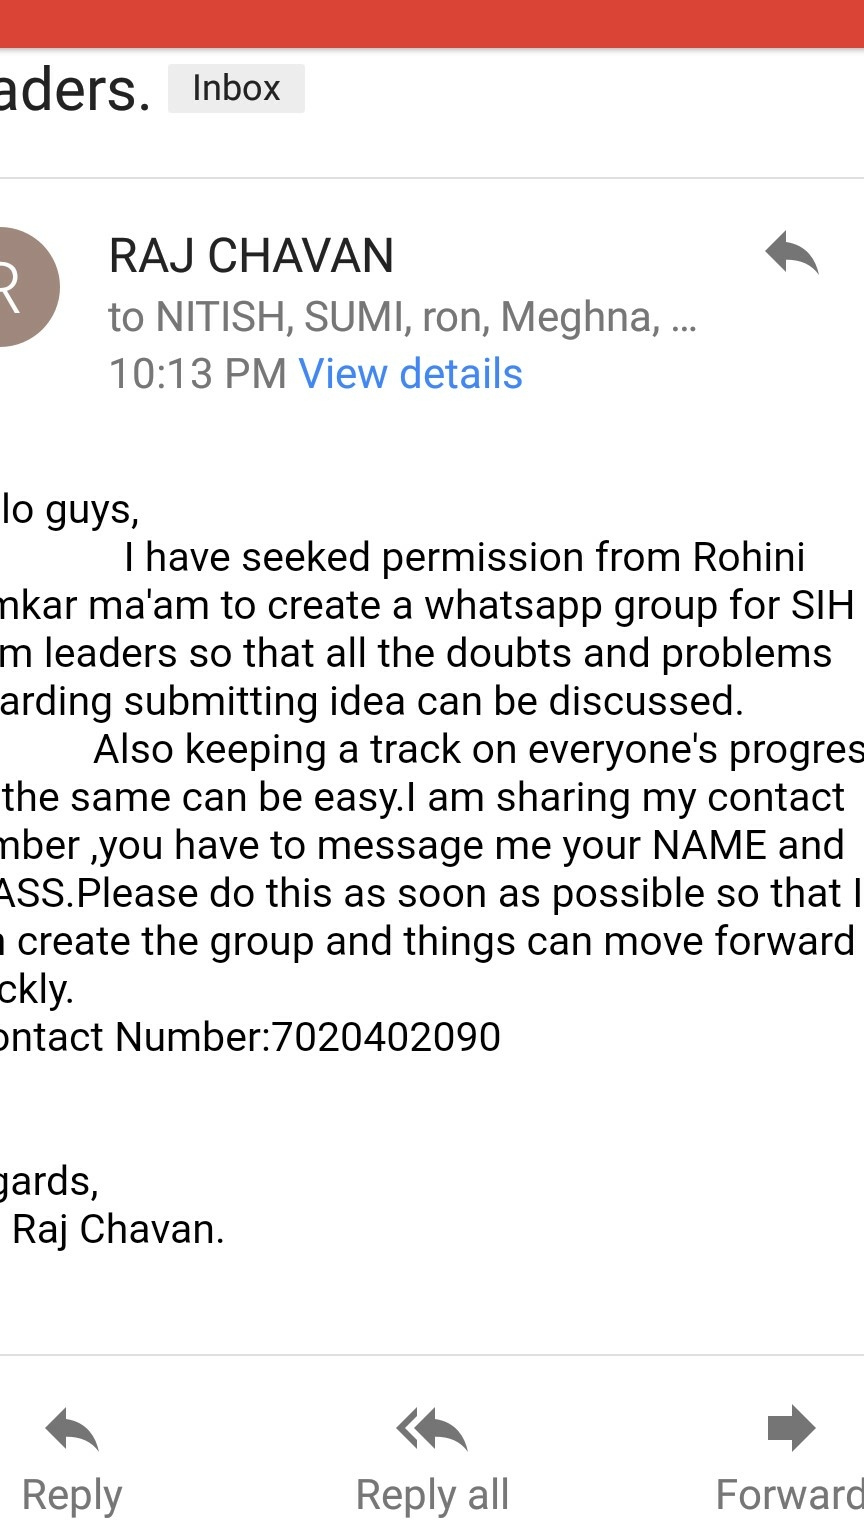 aders. Inbox
R
RAJ CHAVAN
to NITISH, SUMI, ron, Meghna, ...
10:13 PM View details
lo guys,
I have seeked permission from Rohini
mkar ma'am to create a whatsapp group for SIH
m leaders so that all the doubts and problems
arding submitting idea can be discussed.
Also keeping a track on everyone's progres
the same can be easy.I am sharing my contact
mber ,you have to message me your NAME and
ASS.Please do this as soon as possible so that I
n create the group and things can move forward
ckly.
ontact Number:7020402090
gards,
Raj Chavan.
Reply Reply all Forward